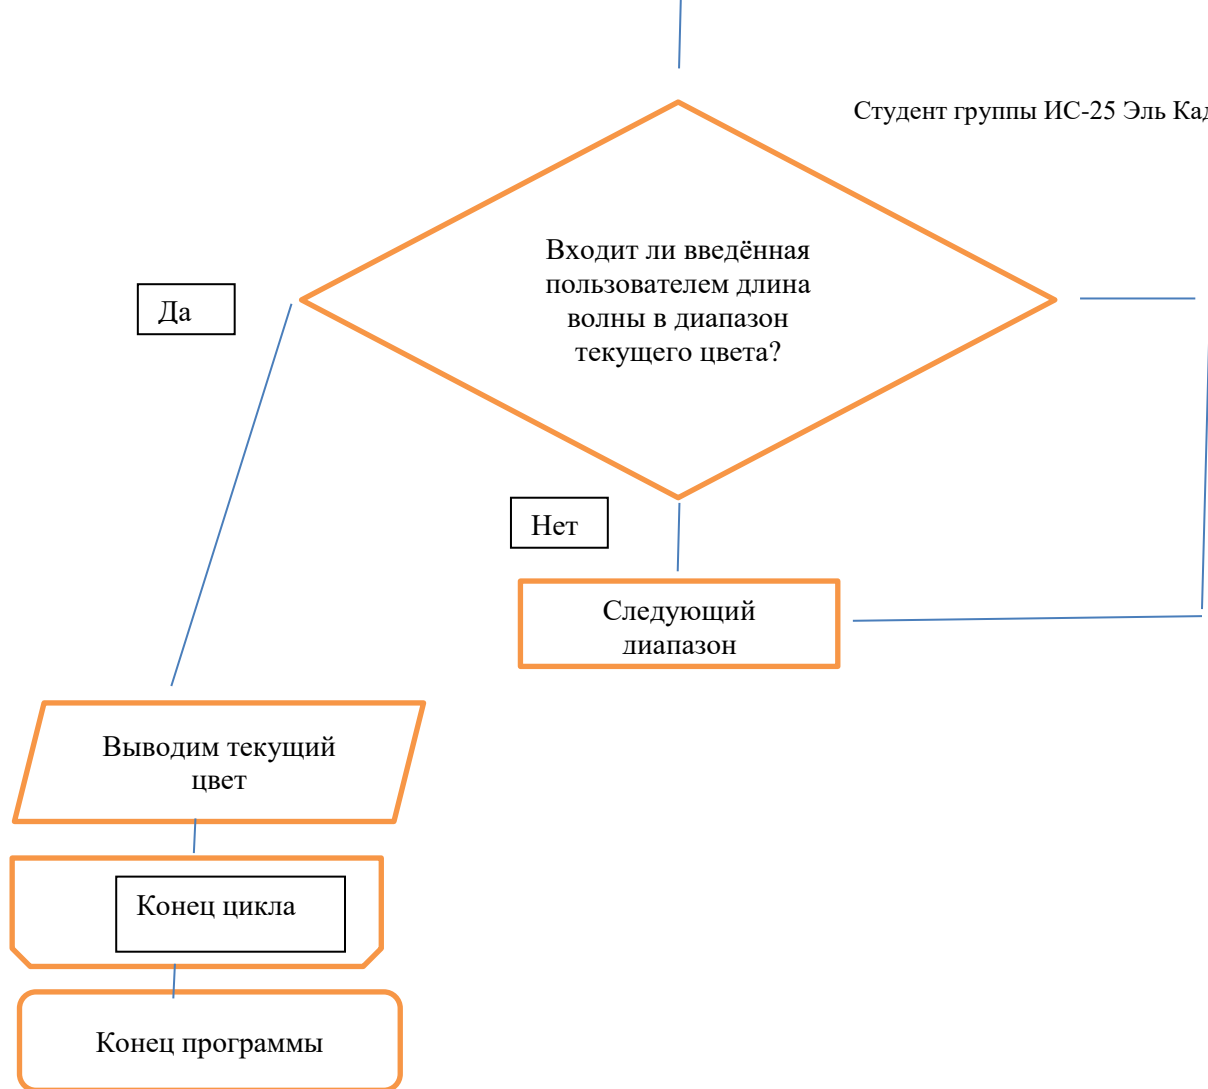 Студент группы ИС-25 Эль
Входит ли введённая
пользователем длина
волны в диапазон
текущего цвета?
Да
Нет
Следующий
диапазон
Выводим текущий
цвет
Конец цикла
Конец программы